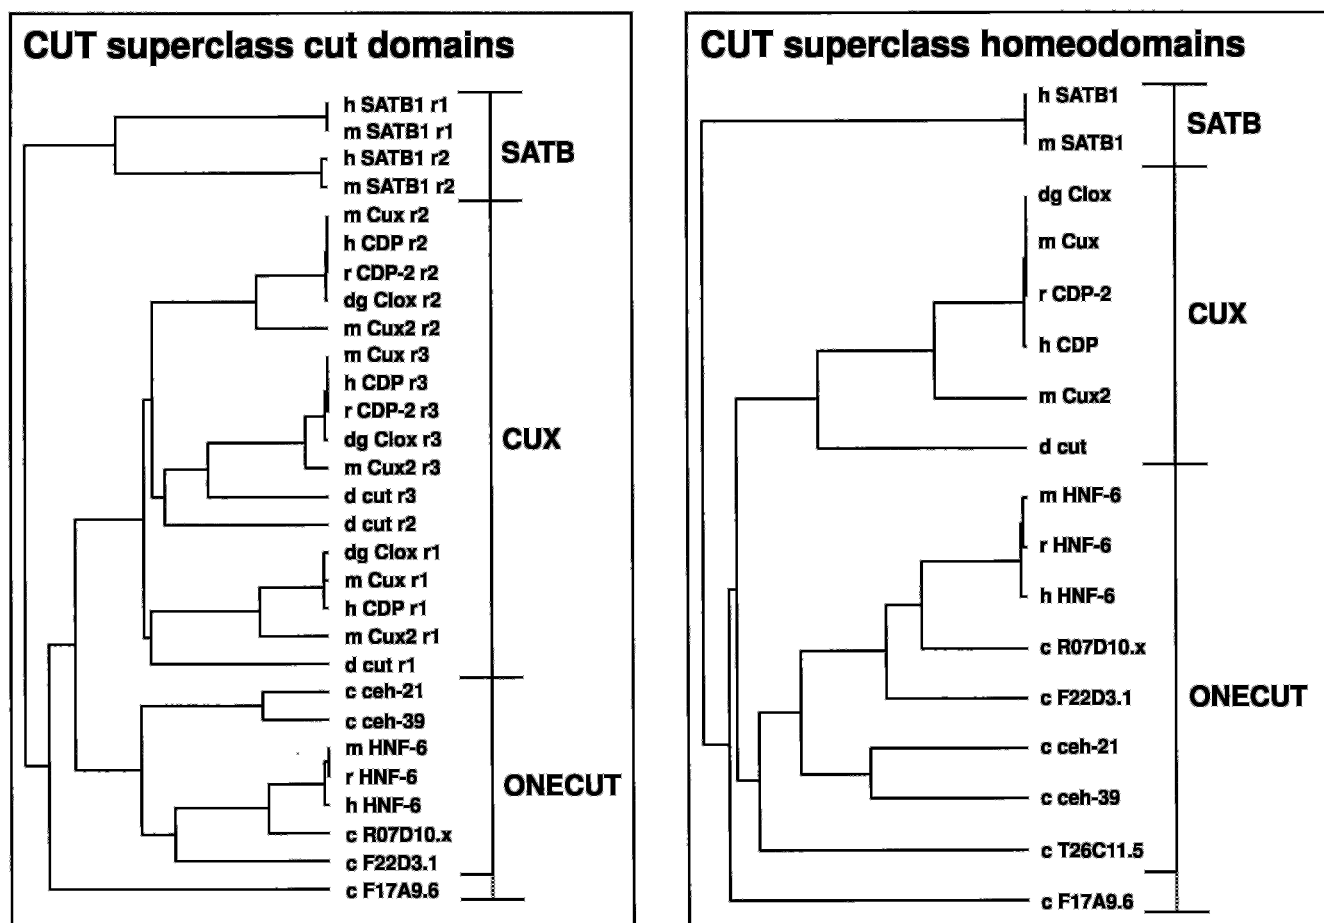 CUT superclass cut domains
h SATB1 r1
m SATB1 r1
h SATB1 r2
m SATB1 r2
SATB
m Cux r2
h CDP r2
r CDP-2 r2
dg Clox r2
m Cux2 r2
m Cux r3
h CDP r3
r CDP-2 r3
dg Clox r3
m Cux2 r3
d cut r3
d cut r2
dg Clox r1
m Cux r1
h CDP r1
m Cux2 r1
d cut r1
CUX
c ceh-21
c ceh-39
m HNF-6
r HNF-6
h HNF-6
c R07D10.x
c F22D3.1
c F17A9.6
ONECUT
CUT superclass homeodomains
h SATB1
m SATB1
SATB
dg Clox
m Cux
r CDP-2
h CDP
m Cux2
d cut
CUX
m HNF-6
r HNF-6
h HNF-6
c R07D10.x
c F22D3.1
c ceh-21
c ceh-39
c T26C11.5
c F17A9.6
ONECUT